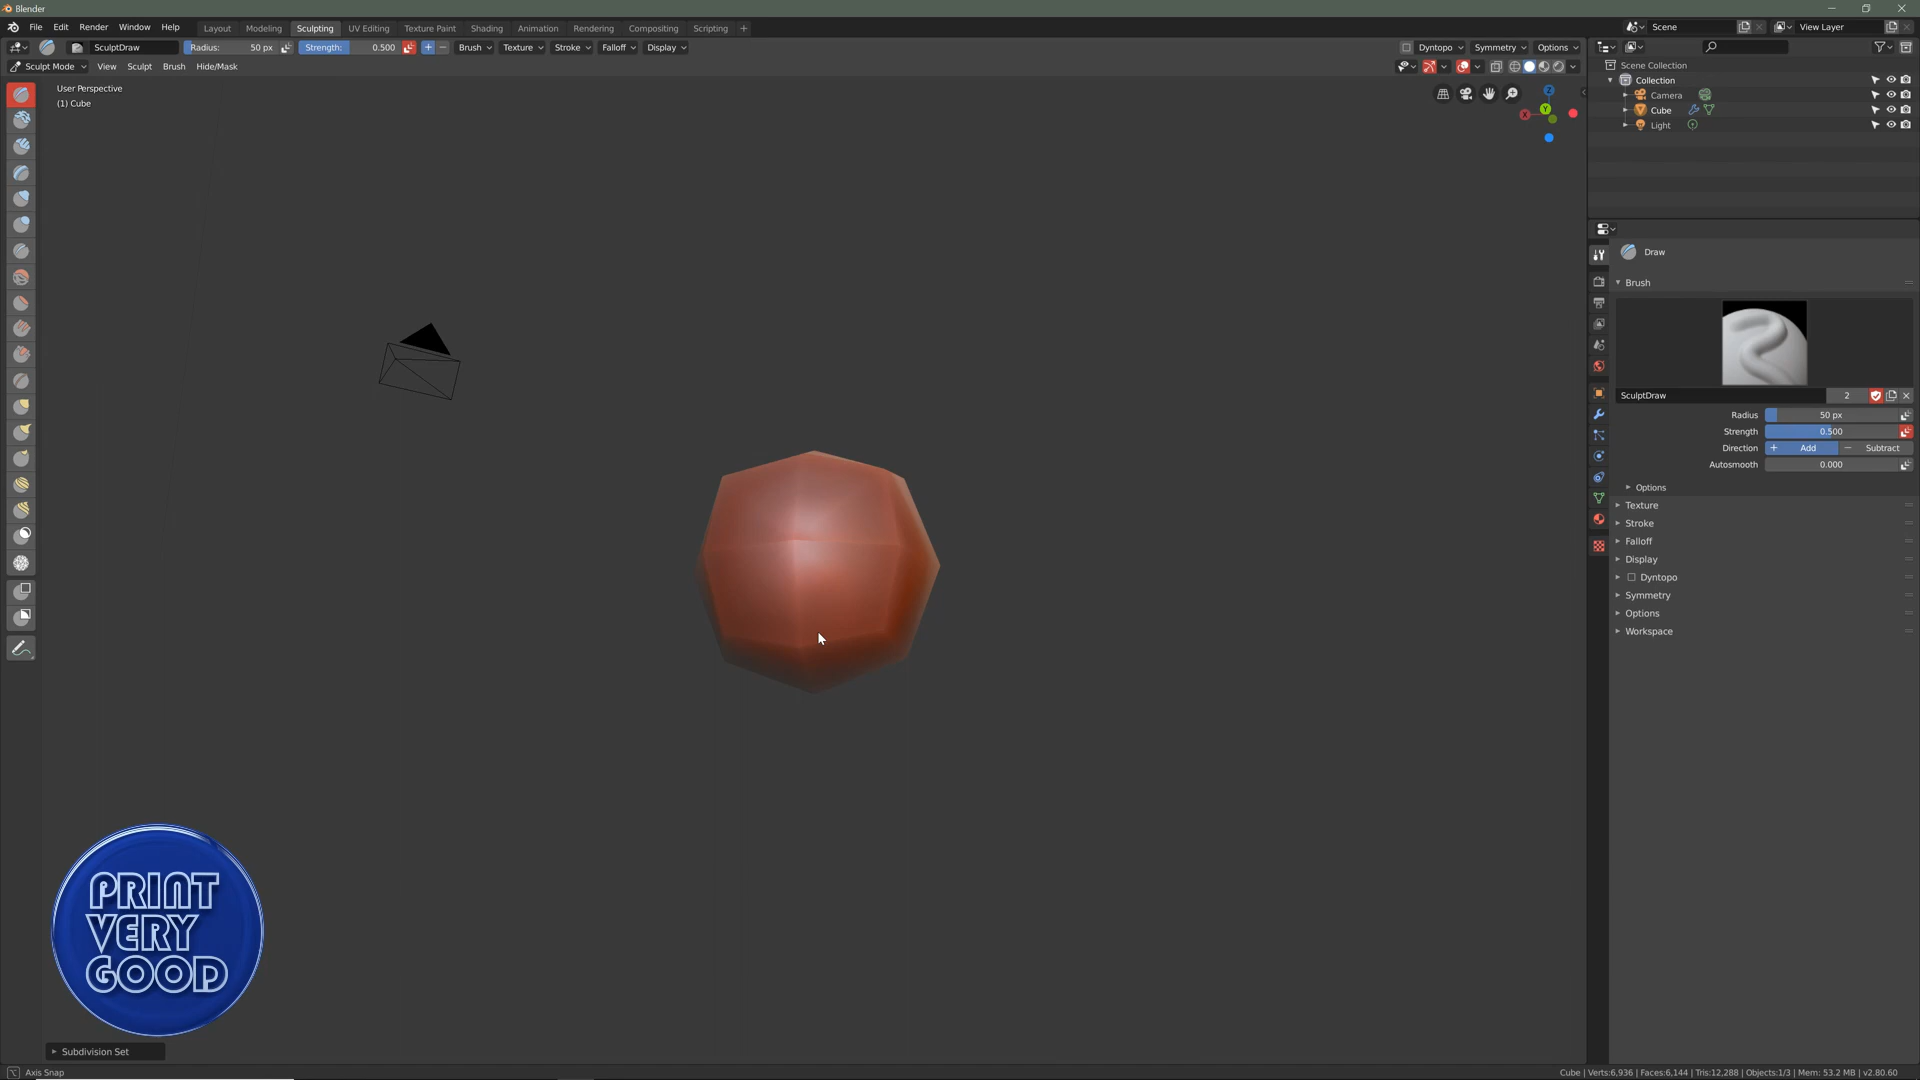 Blender
File Edit Render Window Help Layout Modeling Sculpting UV Editing Texture Paint Shading Animation Rendering Compositing Scripting + Scene View Layer
SculptDraw Radius: 50 px Strength: 0.500 + − Brush Texture Stroke Falloff Display Dyntopo Symmetry Options
Sculpt Mode View Sculpt Brush Hide/Mask
User Perspective
(1) Cube
Z
Y
X
Scene Collection
Collection
Camera
Cube
Light
Draw
Brush
SculptDraw 2
Radius 50 px
Strength 0.500
Direction + Add − Subtract
Autosmooth 0.000
Options
Texture
Stroke
Falloff
Display
Dyntopo
Symmetry
Options
Workspace
PRINT
VERY
GOOD
Subdivision Set
Axis Snap
Cube | Verts:6,936 | Faces:6,144 | Tris:12,288 | Objects:1/3 | Mem: 53.2 MB | v2.80.60